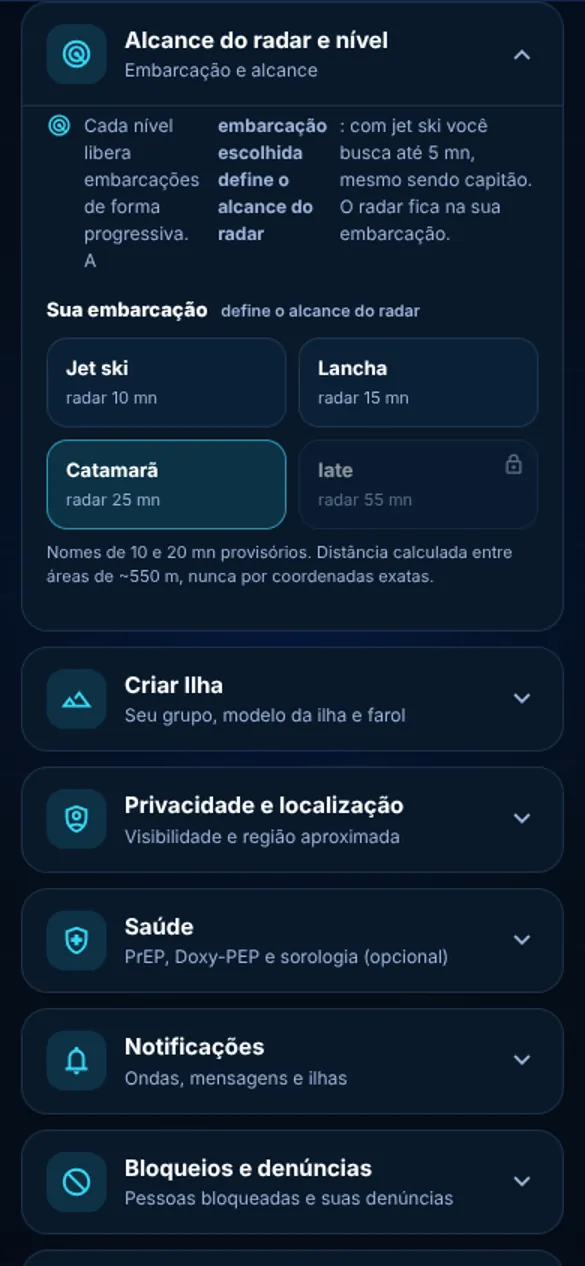 Alcance do radar e nível
Embarcação e alcance
Cada nível
libera
embarcações
de forma
progressiva.
A
embarcação
escolhida
define o
alcance do
radar
: com jet ski você
busca até 5 mn,
mesmo sendo capitão.
O radar fica na sua
embarcação.
Sua embarcação define o alcance do radar
Jet ski
radar 10 mn
Lancha
radar 15 mn
Catamarã
radar 25 mn
Iate
radar 55 mn
Nomes de 10 e 20 mn provisórios. Distância calculada entre
áreas de ~550 m, nunca por coordenadas exatas.
Criar Ilha
Seu grupo, modelo da ilha e farol
Privacidade e localização
Visibilidade e região aproximada
Saúde
PrEP, Doxy-PEP e sorologia (opcional)
Notificações
Ondas, mensagens e ilhas
Bloqueios e denúncias
Pessoas bloqueadas e suas denúncias